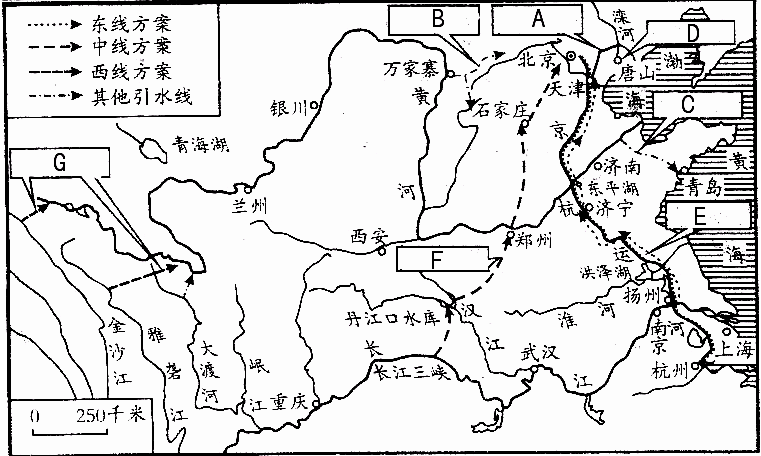 东线方案
中线方案
西线方案
其他引水线
B
A
D
C
G
E
F
滦河
北京
渤海
唐山
天津
万家寨
黄河
石家庄
银川
青海湖
京杭运河
济南
东平湖
青岛
黄海
济宁
兰州
西安
郑州
洪泽湖
扬州
丹江口水库
汉江
淮河
南京
上海
金沙江
雅砻江
大渡河
岷江
长江
长江三峡
武汉
杭州
重庆
0 250千米